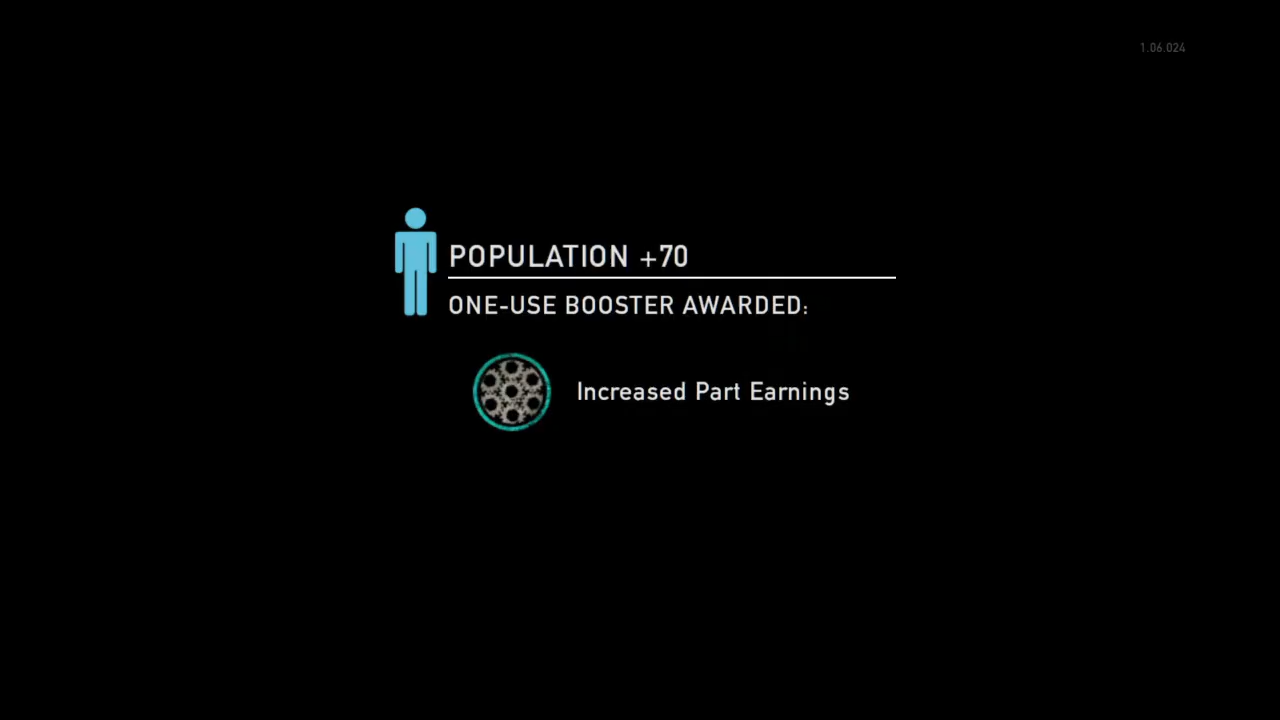 1.06.024
POPULATION +70
ONE-USE BOOSTER AWARDED:
Increased Part Earnings